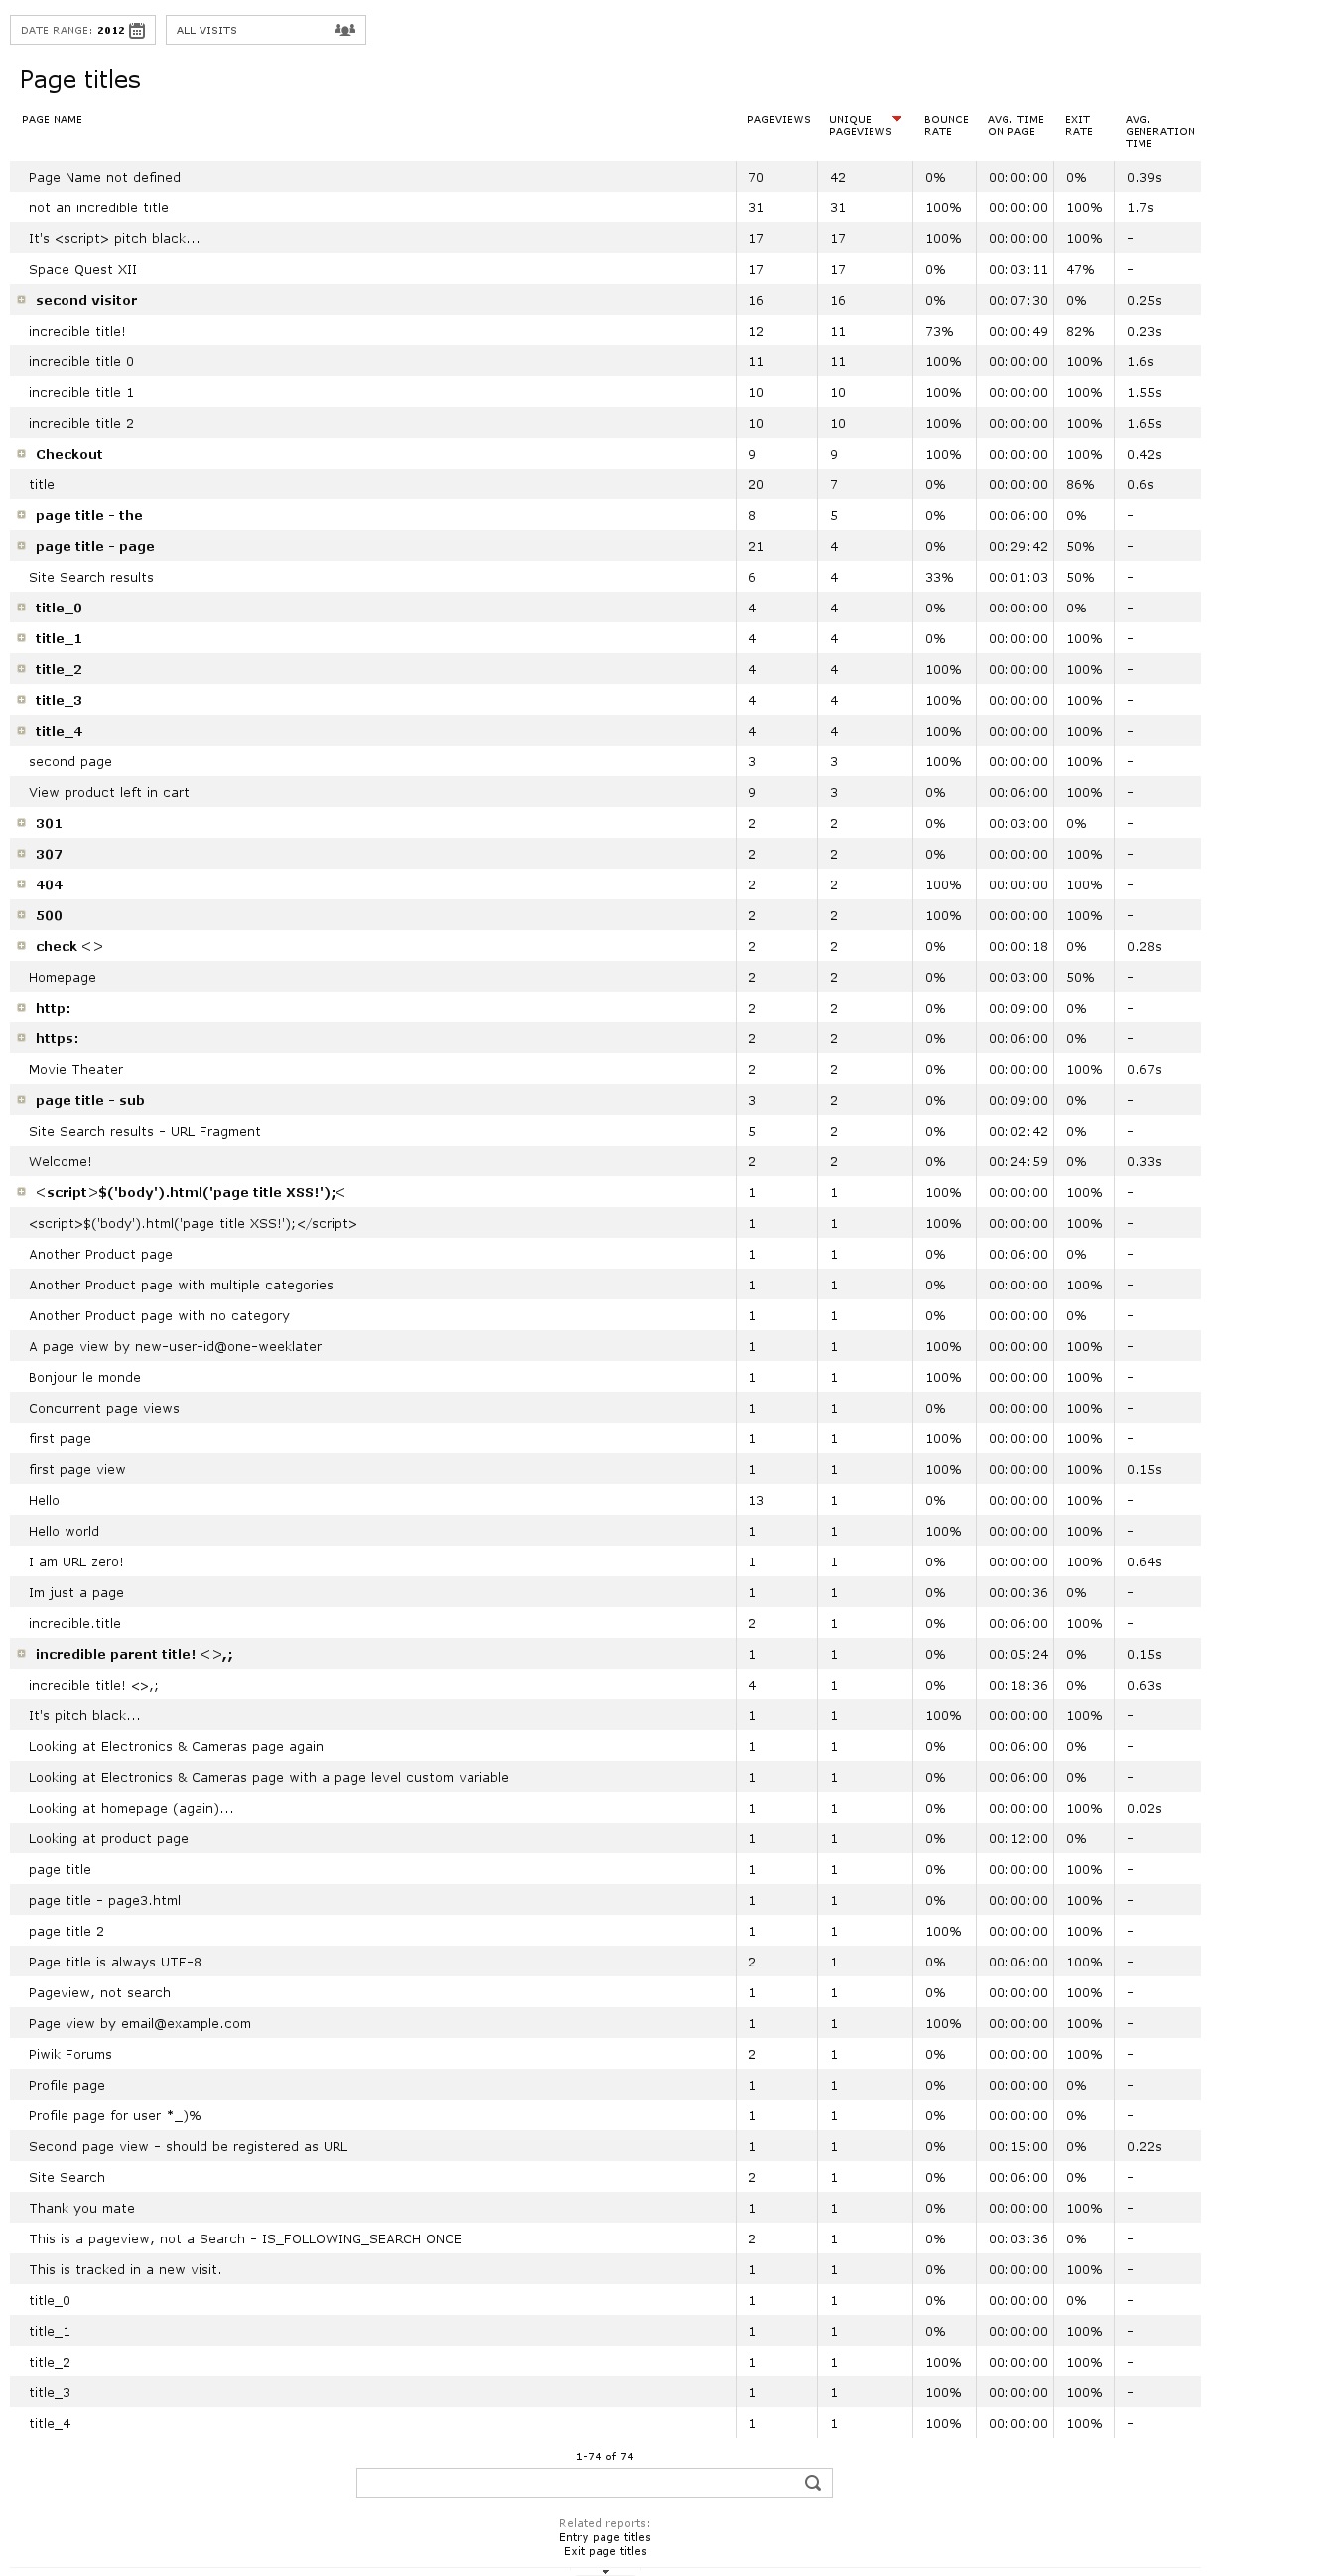 DATE RANGE: 2012 ALL VISITS
Page titles
PAGE NAME PAGEVIEWS UNIQUE PAGEVIEWS BOUNCE RATE AVG. TIME ON PAGE EXIT RATE AVG. GENERATION TIME
Page Name not defined 70 42 0% 00:00:00 0% 0.39s
not an incredible title 31 31 100% 00:00:00 100% 1.7s
It's <script> pitch black... 17 17 100% 00:00:00 100% -
Space Quest XII 17 17 0% 00:03:11 47% -
second visitor 16 16 0% 00:07:30 0% 0.25s
incredible title! 12 11 73% 00:00:49 82% 0.23s
incredible title 0 11 11 100% 00:00:00 100% 1.6s
incredible title 1 10 10 100% 00:00:00 100% 1.55s
incredible title 2 10 10 100% 00:00:00 100% 1.65s
Checkout 9 9 100% 00:00:00 100% 0.42s
title 20 7 0% 00:00:00 86% 0.6s
page title - the 8 5 0% 00:06:00 0% -
page title - page 21 4 0% 00:29:42 50% -
Site Search results 6 4 33% 00:01:03 50% -
title_0 4 4 0% 00:00:00 0% -
title_1 4 4 0% 00:00:00 100% -
title_2 4 4 100% 00:00:00 100% -
title_3 4 4 100% 00:00:00 100% -
title_4 4 4 100% 00:00:00 100% -
second page 3 3 100% 00:00:00 100% -
View product left in cart 9 3 0% 00:06:00 100% -
301 2 2 0% 00:03:00 0% -
307 2 2 0% 00:00:00 100% -
404 2 2 100% 00:00:00 100% -
500 2 2 100% 00:00:00 100% -
check <> 2 2 0% 00:00:18 0% 0.28s
Homepage 2 2 0% 00:03:00 50% -
http: 2 2 0% 00:09:00 0% -
https: 2 2 0% 00:06:00 0% -
Movie Theater 2 2 0% 00:00:00 100% 0.67s
page title - sub 3 2 0% 00:09:00 0% -
Site Search results - URL Fragment 5 2 0% 00:02:42 0% -
Welcome! 2 2 0% 00:24:59 0% 0.33s
<script>$('body').html('page title XSS!');< 1 1 100% 00:00:00 100% -
<script>$('body').html('page title XSS!');</script> 1 1 100% 00:00:00 100% -
Another Product page 1 1 0% 00:06:00 0% -
Another Product page with multiple categories 1 1 0% 00:00:00 100% -
Another Product page with no category 1 1 0% 00:00:00 0% -
A page view by new-user-id@one-weeklater 1 1 100% 00:00:00 100% -
Bonjour le monde 1 1 100% 00:00:00 100% -
Concurrent page views 1 1 0% 00:00:00 100% -
first page 1 1 100% 00:00:00 100% -
first page view 1 1 100% 00:00:00 100% 0.15s
Hello 13 1 0% 00:00:00 100% -
Hello world 1 1 100% 00:00:00 100% -
I am URL zero! 1 1 0% 00:00:00 100% 0.64s
Im just a page 1 1 0% 00:00:36 0% -
incredible.title 2 1 0% 00:06:00 100% -
incredible parent title! <>,; 1 1 0% 00:05:24 0% 0.15s
incredible title! <>,; 4 1 0% 00:18:36 0% 0.63s
It's pitch black... 1 1 100% 00:00:00 100% -
Looking at Electronics & Cameras page again 1 1 0% 00:06:00 0% -
Looking at Electronics & Cameras page with a page level custom variable 1 1 0% 00:06:00 0% -
Looking at homepage (again)... 1 1 0% 00:00:00 100% 0.02s
Looking at product page 1 1 0% 00:12:00 0% -
page title 1 1 0% 00:00:00 100% -
page title - page3.html 1 1 0% 00:00:00 100% -
page title 2 1 1 100% 00:00:00 100% -
Page title is always UTF-8 2 1 0% 00:06:00 100% -
Pageview, not search 1 1 0% 00:00:00 100% -
Page view by email@example.com 1 1 100% 00:00:00 100% -
Piwik Forums 2 1 0% 00:00:00 100% -
Profile page 1 1 0% 00:00:00 0% -
Profile page for user *_)% 1 1 0% 00:00:00 0% -
Second page view - should be registered as URL 1 1 0% 00:15:00 0% 0.22s
Site Search 2 1 0% 00:06:00 0% -
Thank you mate 1 1 0% 00:00:00 100% -
This is a pageview, not a Search - IS_FOLLOWING_SEARCH ONCE 2 1 0% 00:03:36 0% -
This is tracked in a new visit. 1 1 0% 00:00:00 100% -
title_0 1 1 0% 00:00:00 0% -
title_1 1 1 0% 00:00:00 100% -
title_2 1 1 100% 00:00:00 100% -
title_3 1 1 100% 00:00:00 100% -
title_4 1 1 100% 00:00:00 100% -
1-74 of 74
Related reports:
Entry page titles
Exit page titles